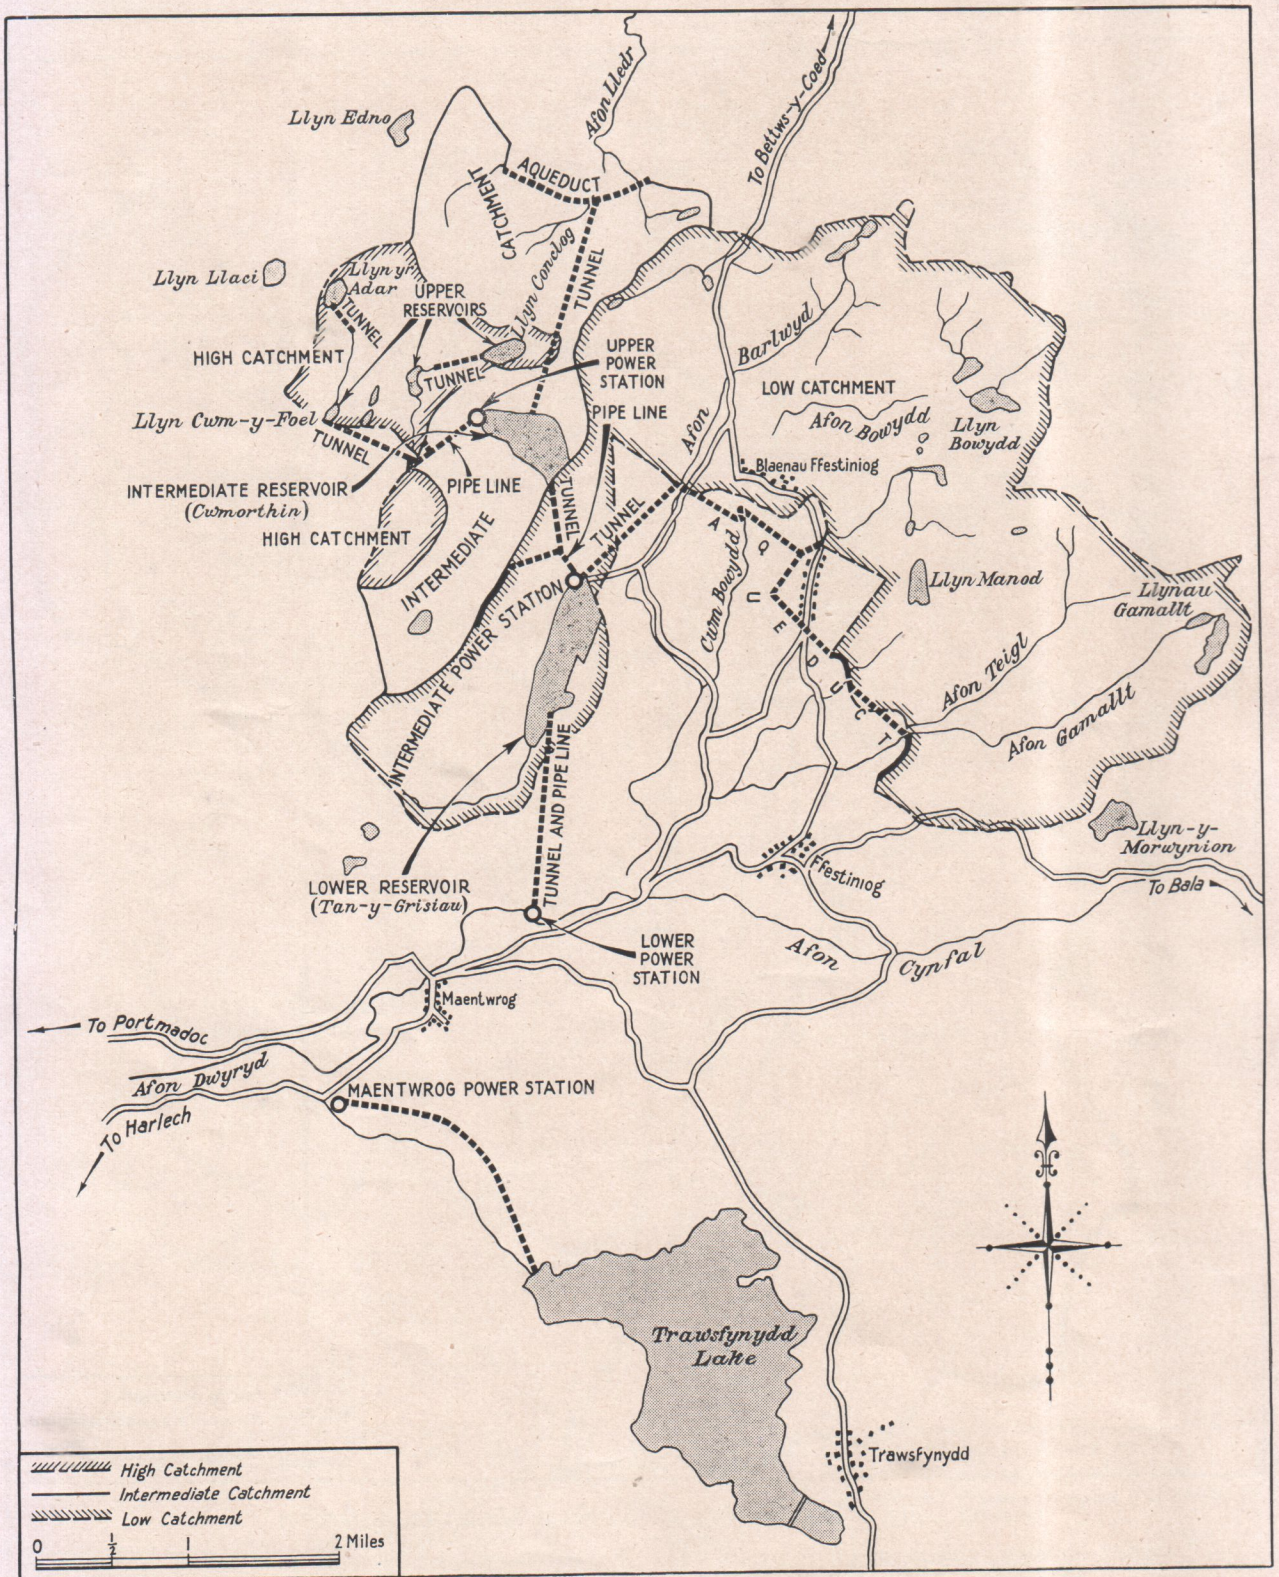 Llyn Edno
Afon Lledr
To Bettws-y-Coed
AQUEDUCT
CATCHMENT
Llyn Conclog
TUNNEL
Llyn Llaci
Llyn yr
Adar
UPPER
RESERVOIRS
TUNNEL
HIGH CATCHMENT
TUNNEL
UPPER
POWER
STATION
Barlwyd
LOW CATCHMENT
Afon Bowydd
Llyn
Bowydd
Llyn Cwm-y-Foel
TUNNEL
PIPE LINE
Afon
Blaenau Ffestiniog
INTERMEDIATE RESERVOIR
(Cwmorthin)
PIPE LINE
HIGH CATCHMENT
TUNNEL
TUNNEL
INTERMEDIATE
AQUEDUCT
Cwm Bowydd
Llyn Manod
Llynau
Gamallt
INTERMEDIATE POWER STATION
Afon Teigl
Afon Gamallt
TUNNEL AND PIPE LINE
Llyn-y-
Morwynion
To Bala
LOWER RESERVOIR
(Tan-y-Grisiau)
Ffestiniog
LOWER
POWER
STATION
Afon Cynfal
Maentwrog
To Portmadoc
Afon Dwyryd
To Harlech
MAENTWROG POWER STATION
Trawsfynydd
Lake
Trawsfynydd
High Catchment
Intermediate Catchment
Low Catchment
0 ½ 1 2 Miles